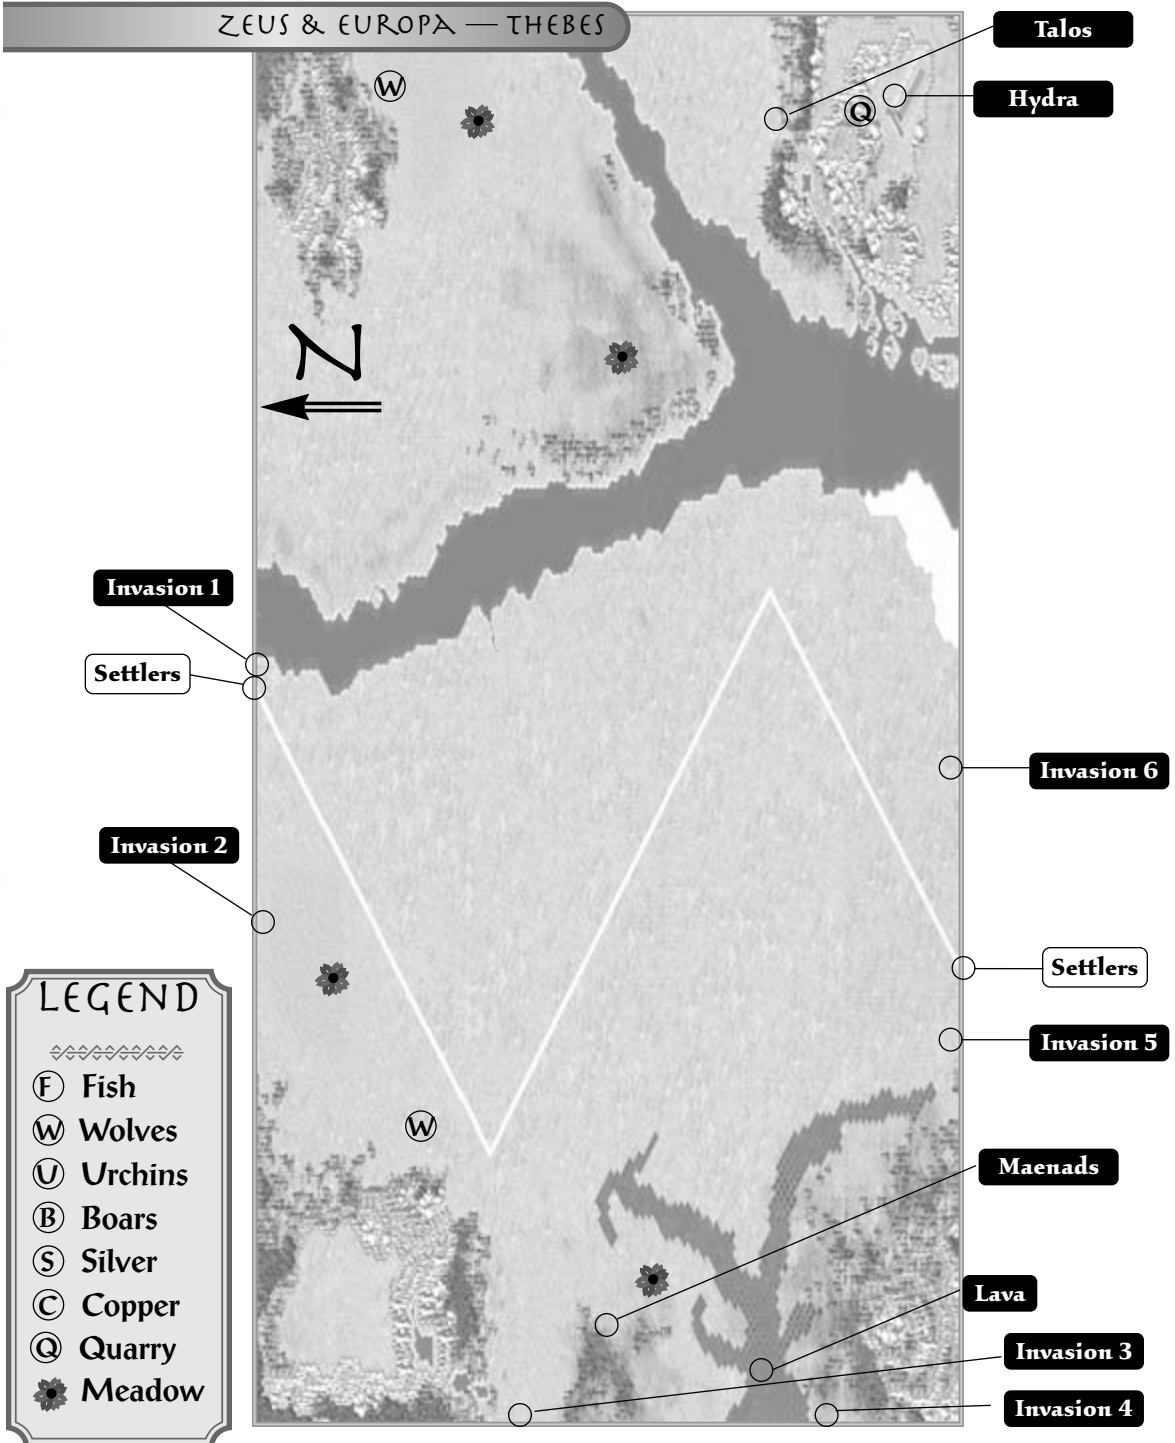 ZEUS & EUROPA — THEBES
Talos
Hydra
W
Q
N
Invasion 1
Settlers
Invasion 6
Invasion 2
Settlers
Invasion 5
W
Maenads
Lava
Invasion 3
Invasion 4
LEGEND
F Fish
W Wolves
U Urchins
B Boars
S Silver
C Copper
Q Quarry
Meadow